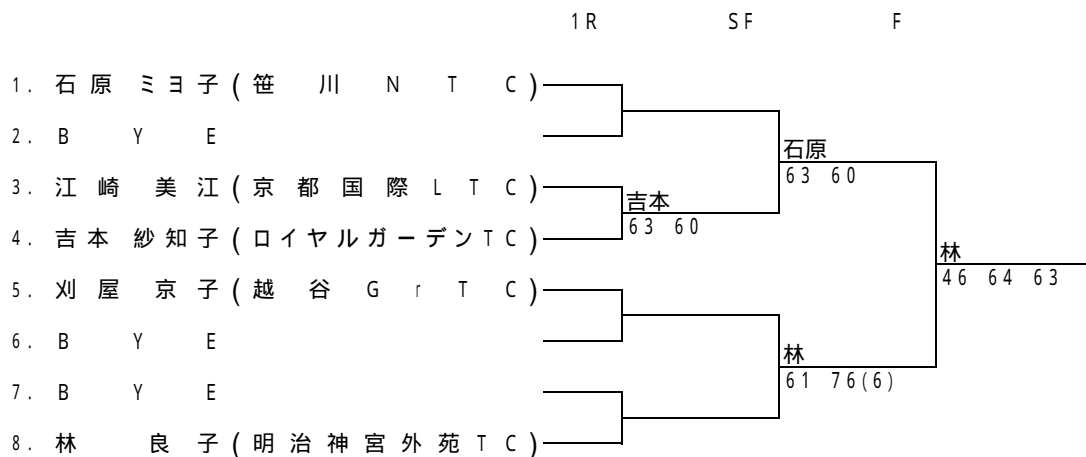 1R SF F
1. 石原 ミヨ子(笹川NTC)
2. BYE
石原
63 60
3. 江崎 美江(京都国際LTC)
吉本
63 60
4. 吉本 紗知子(ロイヤルガーデンTC)
林
46 64 63
5. 刈屋 京子(越谷GrTC)
6. BYE
林
61 76(6)
7. BYE
8. 林 良子(明治神宮外苑TC)